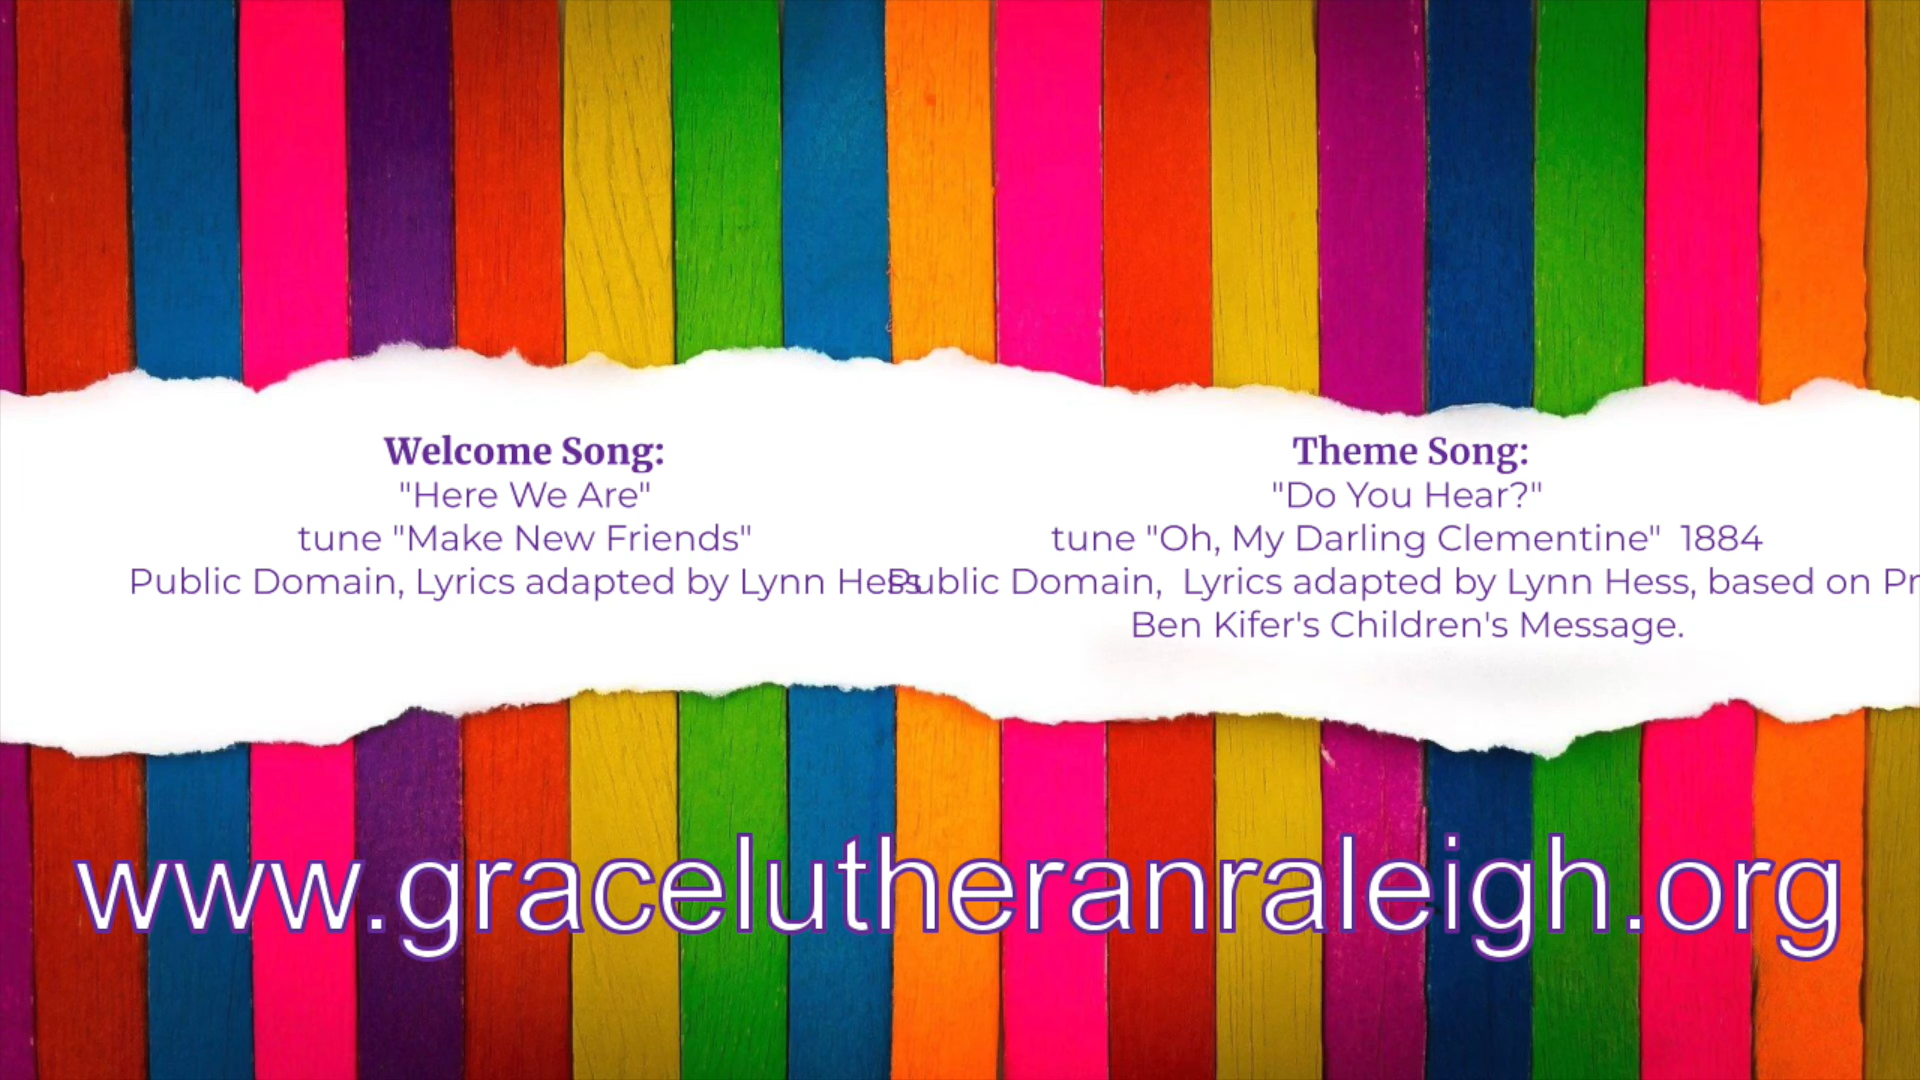 Welcome Song:
"Here We Are"
tune "Make New Friends"
Public Domain, Lyrics adapted by Lynn Hess
Theme Song:
"Do You Hear?"
tune "Oh, My Darling Clementine" 1884
Public Domain, Lyrics adapted by Lynn Hess, based on
Ben Kifer's Children's Message.
www.gracelutheranraleigh.org